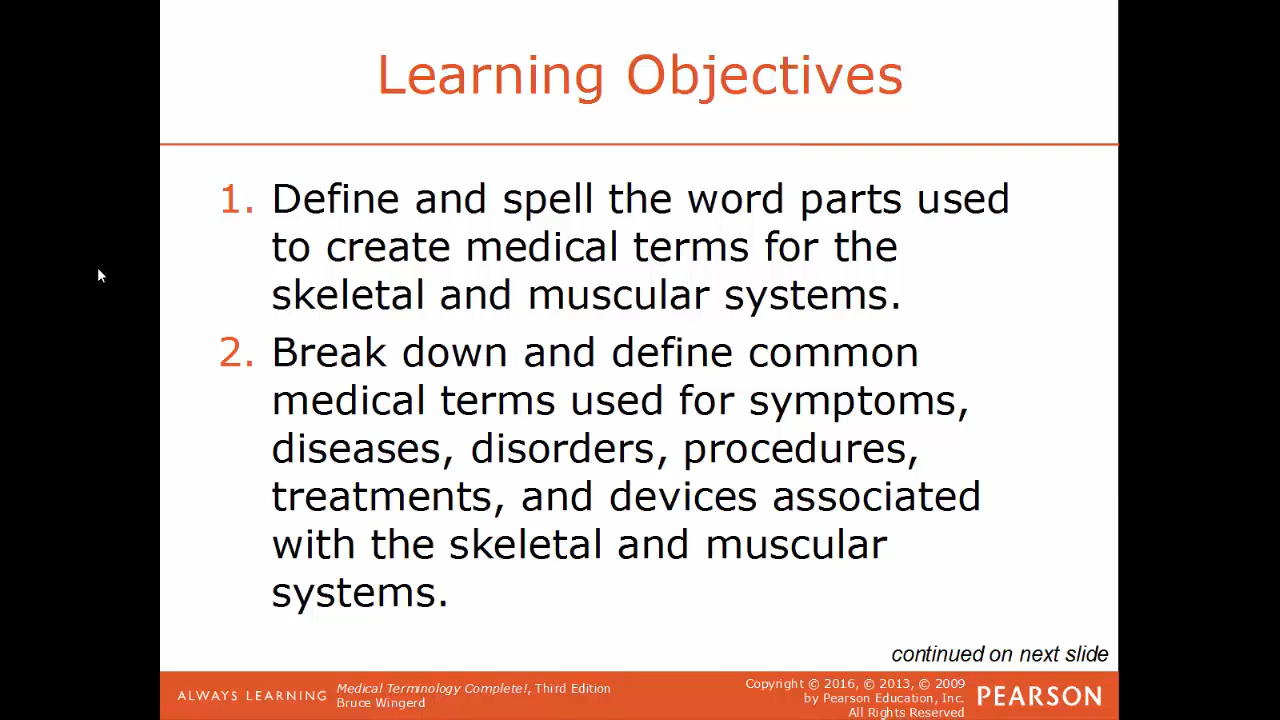 Learning Objectives
1. Define and spell the word parts used
to create medical terms for the
skeletal and muscular systems.
2. Break down and define common
medical terms used for symptoms,
diseases, disorders, procedures,
treatments, and devices associated
with the skeletal and muscular
systems.
continued on next slide
ALWAYS LEARNING
Medical Terminology Complete!, Third Edition
Bruce Wingerd
Copyright © 2016, © 2013, © 2009
by Pearson Education, Inc.
All Rights Reserved
PEARSON